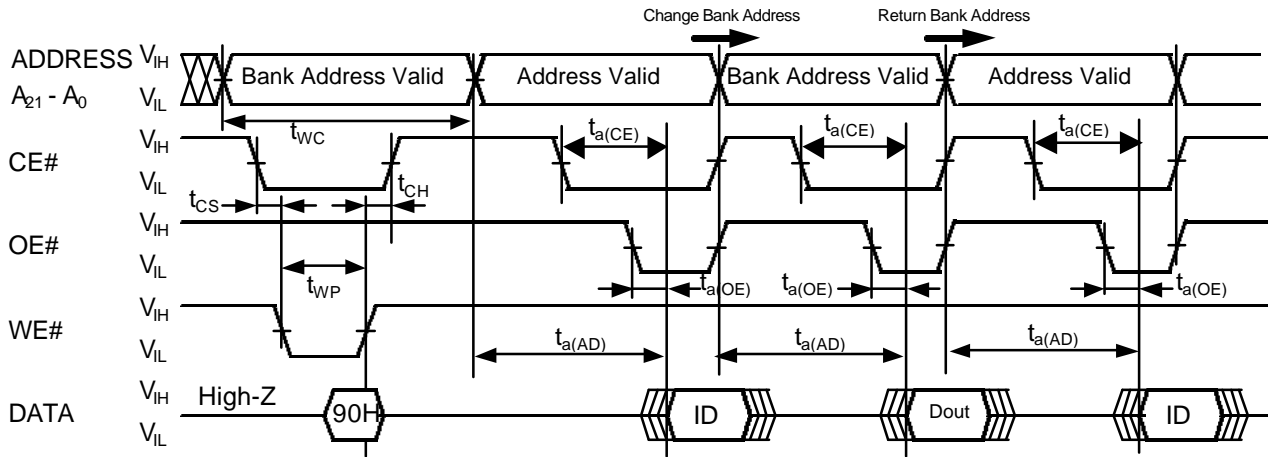 Change Bank Address Return Bank Address
ADDRESS VIH Bank Address Valid Address Valid Bank Address Valid Address Valid
A21 - A0 VIL
tWC ta(CE) ta(CE) ta(CE)
CE# VIH
VIL
tCS tCH
OE# VIH
VIL
tWP ta(OE) ta(OE) ta(OE)
WE# VIH
VIL
ta(AD) ta(AD) ta(AD)
DATA VIH High-Z 90H ID Dout ID
VIL